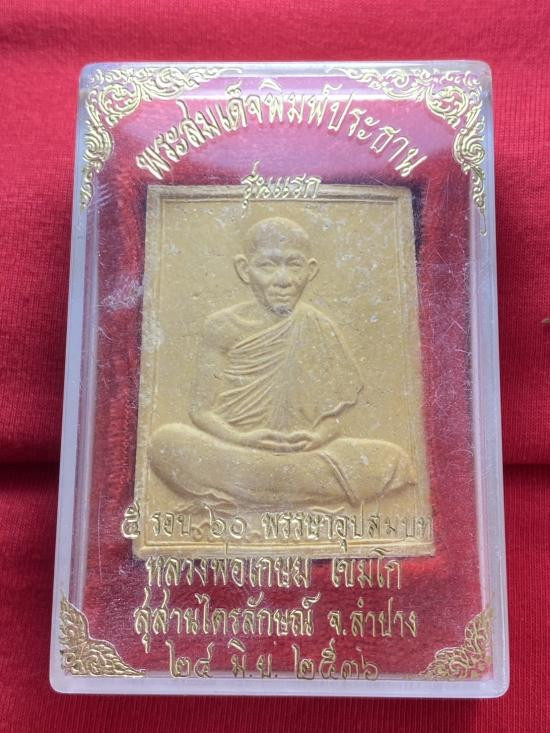 พระสมเด็จพิมพ์ประธาน
รุ่นแรก
๕ รอบ ๖๐ พรรษาอุปสมบท
หลวงพ่อเกษม เขมโก
สุสานไตรลักษณ์ จ.ลำปาง
๒๔ มิ.ย. ๒๕๓๖